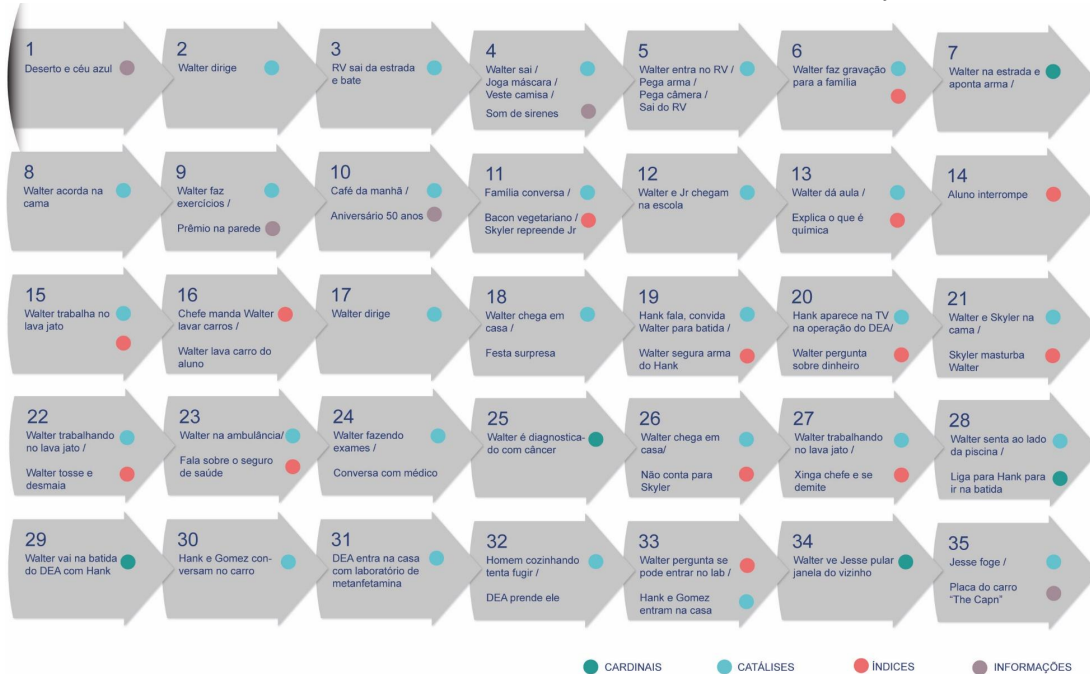 1
Deserto e céu azul
2
Walter dirige
3
RV sai da estrada
e bate
4
Walter sai /
Joga máscara /
Veste camisa /
Som de sirenes
5
Walter entra no RV /
Pega arma /
Pega câmera /
Sai do RV
6
Walter faz gravação
para a família
7
Walter na estrada e
aponta arma /
8
Walter acorda na
cama
9
Walter faz
exercícios /
Prêmio na parede
10
Café da manhã /
Aniversário 50 anos
11
Família conversa /
Bacon vegetariano /
Skyler repreende Jr
12
Walter e Jr chegam
na escola
13
Walter dá aula /
Explica o que é
química
14
Aluno interrompe
15
Walter trabalha no
lava jato
16
Chefe manda Walter
lavar carros /
Walter lava carro do
aluno
17
Walter dirige
18
Walter chega em
casa /
Festa surpresa
19
Hank fala, convida
Walter para batida /
Walter segura arma
do Hank
20
Hank aparece na TV
na operação do DEA/
Walter pergunta
sobre dinheiro
21
Walter e Skyler na
cama /
Skyler masturba
Walter
22
Walter trabalhando
no lava jato /
Walter tosse e
desmaia
23
Walter na ambulância/
Fala sobre o seguro
de saúde
24
Walter fazendo
exames /
Conversa com médico
25
Walter é diagnostica-
do com câncer
26
Walter chega em
casa/
Não conta para
Skyler
27
Walter trabalhando
no lava jato /
Xinga chefe e se
demite
28
Walter senta ao lado
da piscina /
Liga para Hank para
ir na batida
29
Walter vai na batida
do DEA com Hank
30
Hank e Gomez con-
versam no carro
31
DEA entra na casa
com laboratório de
metanfetamina
32
Homem cozinhando
tenta fugir /
DEA prende ele
33
Walter pergunta se
pode entrar no lab /
Hank e Gomez
entram na casa
34
Walter ve Jesse pular
janela do vizinho
35
Jesse foge /
Placa do carro
“The Capn”
CARDINAIS
CATÁLISES
ÍNDICES
INFORMAÇÕES